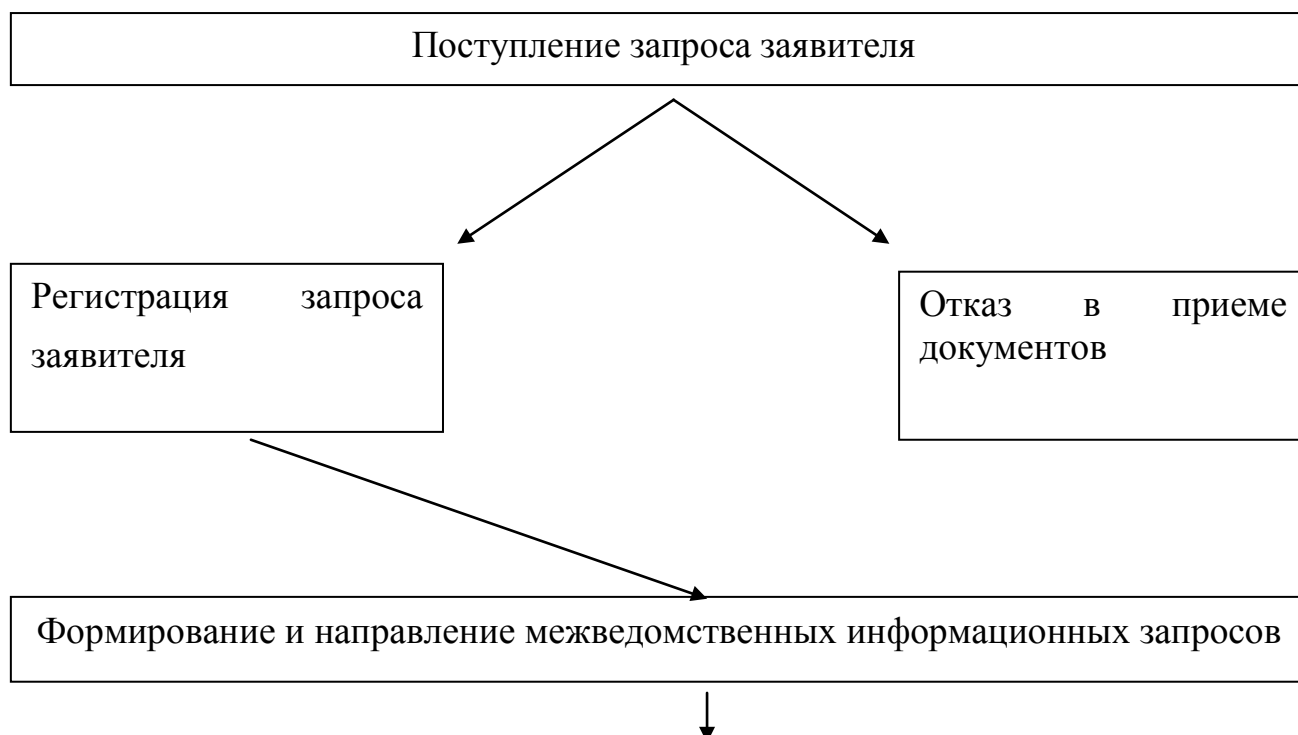 Поступление запроса заявителя
Регистрация запроса
заявителя
Отказ в приеме
документов
Формирование и направление межведомственных информационных запросов